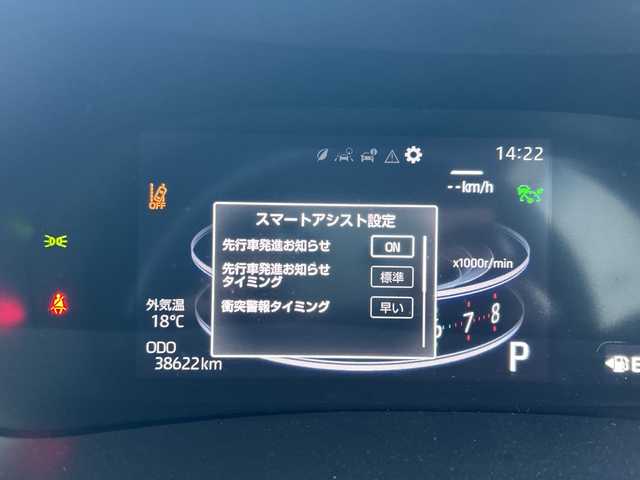 14:22
--km/h
OFF
スマートアシスト設定
先行車発進お知らせ ON
先行車発進お知らせ
タイミング 標準
衝突警報タイミング 早い
x1000r/min
外気温
18℃
ODO
38622km
6 7 8
P
E